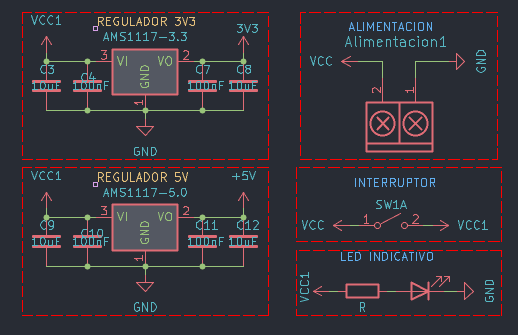 VCC1
REGULADOR 3V3
AMS1117-3.3
3V3
3
VI
VO
2
GND
1
C3
10uF
C4
100nF
C7
100nF
C8
10uF
GND
VCC1
REGULADOR 5V
AMS1117-5.0
+5V
3
VI
VO
2
GND
1
C9
10uF
C10
100nF
C11
100nF
C12
10uF
GND
ALIMENTACION
Alimentacion1
VCC
GND
2
1
INTERRUPTOR
SW1A
VCC
1
2
VCC1
LED INDICATIVO
VCC1
R
GND